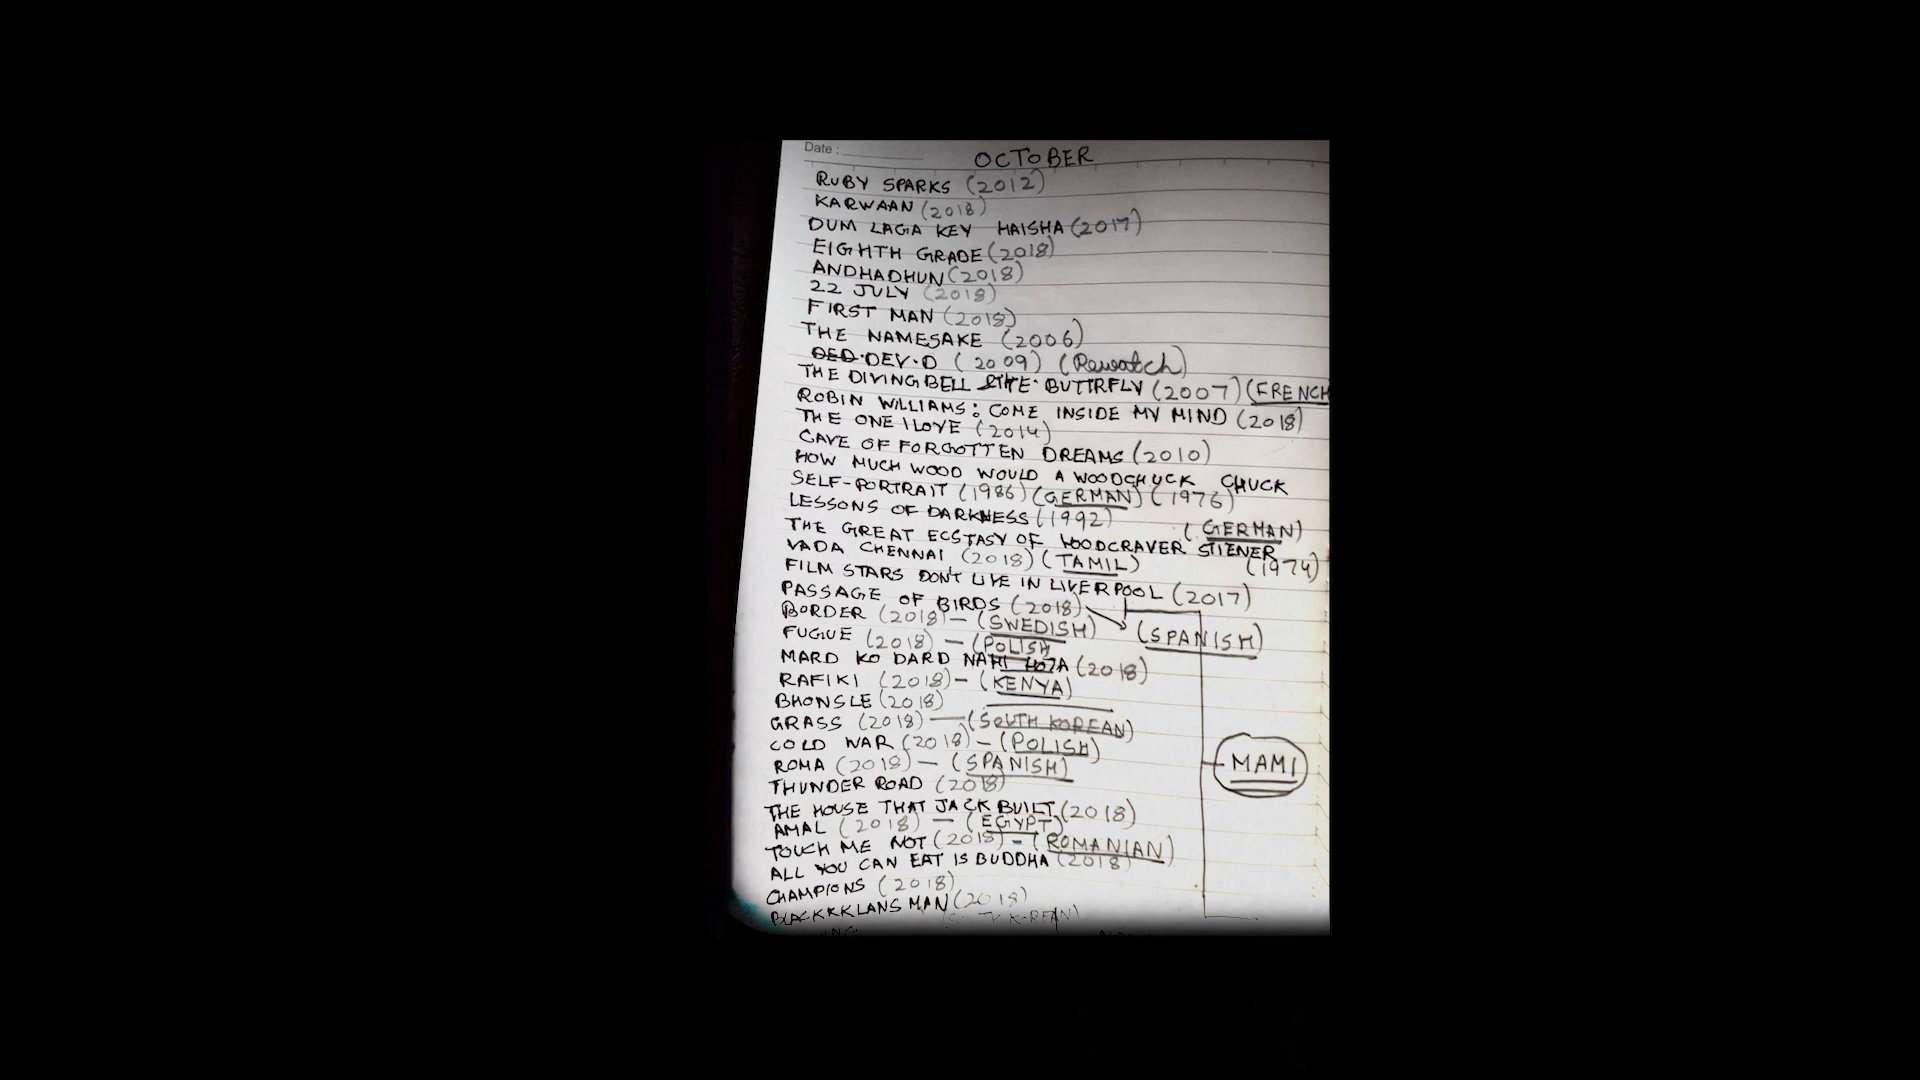 Date :
OCTOBER
RUBY SPARKS (2012)
KARWAAN (2018)
DUM LAGA KEY HAISHA (2017)
EIGHTH GRADE (2018)
ANDHADHUN (2018)
22 JULY (2018)
FIRST MAN (2018)
THE NAMESAKE (2006)
DED. DEV.D (2009) (Rewatch)
THE DIVING BELL BUTTRFLY (2007) (FRENCH
ROBIN WILLIAMS: COME INSIDE MY MIND (2018)
THE ONE I LOVE (2014)
CAVE OF FORGOTTEN DREAMS (2010)
HOW MUCH WOOD WOULD A WOODCHUCK CHUCK
SELF-PORTRAIT (1986) (GERMAN) (1976)
LESSONS OF DARKNESS (1992) (GERMAN)
THE GREAT ECSTASY OF WOODCRAVER STIENER
VADA CHENNAI (2018) (TAMIL) (1974)
FILM STARS DON'T LIVE IN LIVERPOOL (2017)
PASSAGE OF BIRDS (2018) (SPANISH)
BORDER (2018) — (SWEDISH)
FUGUE (2018) — (POLISH
MARD KO DARD NAHI HOTA (2018)
RAFIKI (2018) — (KENYA)
BHONSLE (2018)
GRASS (2018) — (SOUTH KOREAN)
COLD WAR (2018) — (POLISH)
ROMA (2018) — (SPANISH)
MAMI
THUNDER ROAD (2018)
THE HOUSE THAT JACK BUILT (2018)
AMAL (2018) — (EGYPT)
TOUCH ME NOT (2018) — (ROMANIAN)
ALL YOU CAN EAT IS BUDDHA (2018)
CHAMPIONS (2018)
BLACKKKLANSMAN (2018)
KOREAN)